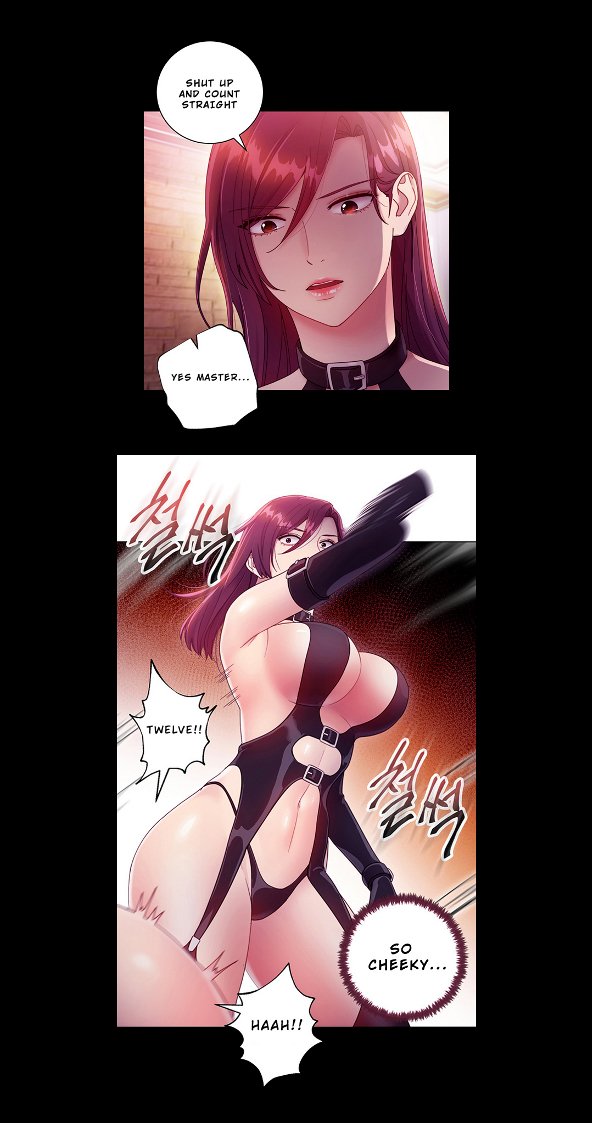 SHUT UP
AND COUNT
STRAIGHT
YES MASTER...
철썩
TWELVE!!
철썩
SO
CHEEKY...
HAAH!!